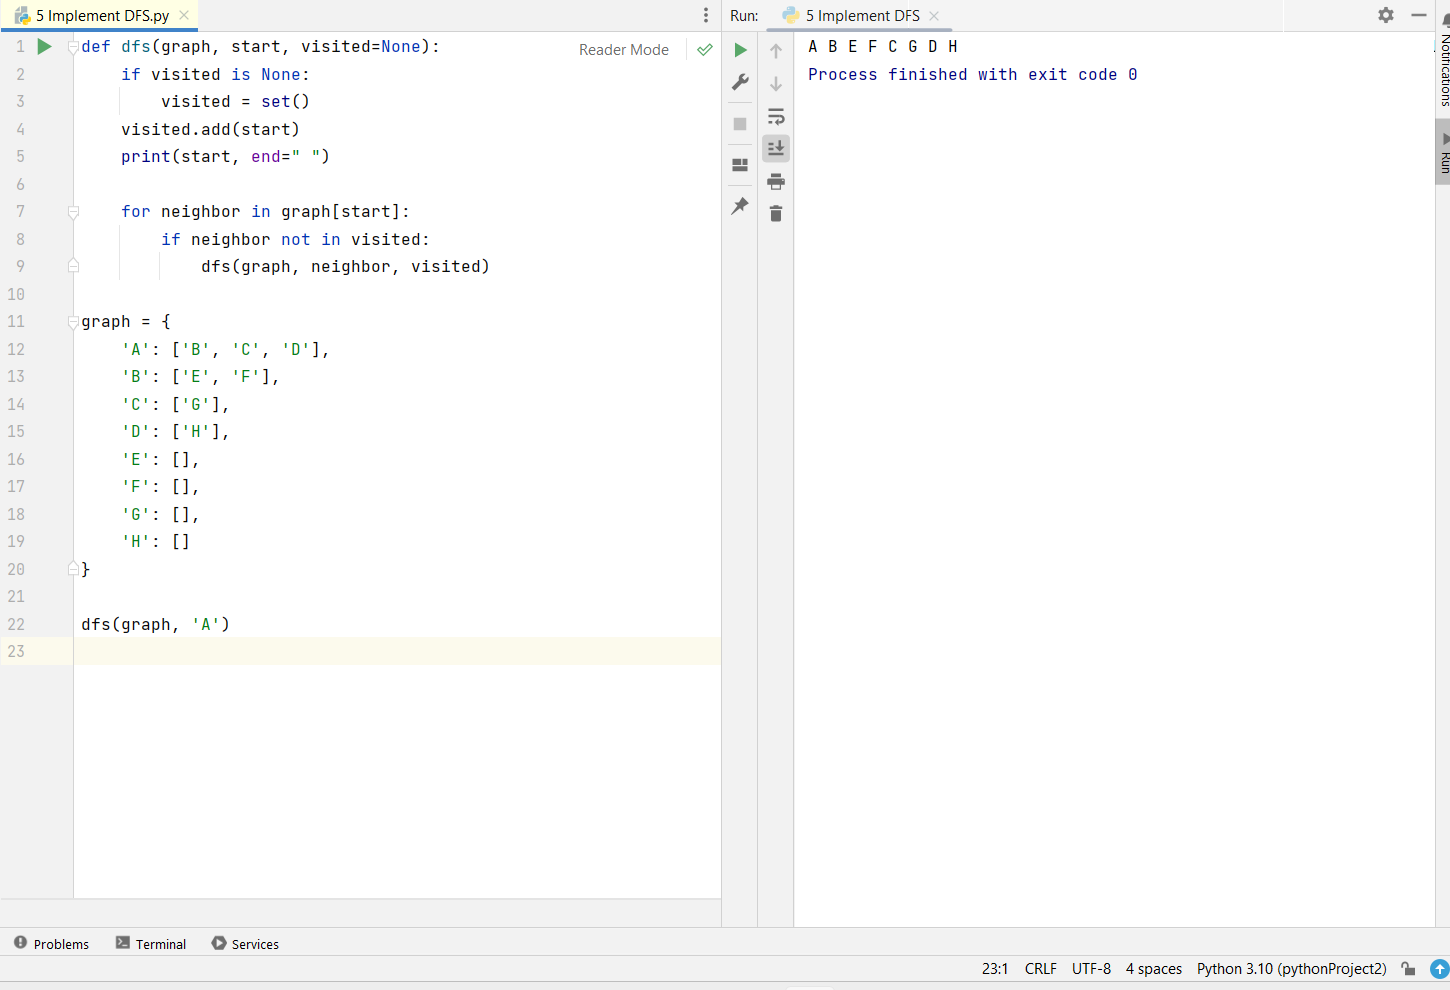 5 Implement DFS.py
Run: 5 Implement DFS
Reader Mode
1 def dfs(graph, start, visited=None):
2     if visited is None:
3         visited = set()
4     visited.add(start)
5     print(start, end=" ")
6
7     for neighbor in graph[start]:
8         if neighbor not in visited:
9             dfs(graph, neighbor, visited)
10
11 graph = {
12     'A': ['B', 'C', 'D'],
13     'B': ['E', 'F'],
14     'C': ['G'],
15     'D': ['H'],
16     'E': [],
17     'F': [],
18     'G': [],
19     'H': []
20 }
21
22 dfs(graph, 'A')
23
A B E F C G D H
Process finished with exit code 0
Notifications
Run
Problems Terminal Services
23:1 CRLF UTF-8 4 spaces Python 3.10 (pythonProject2)